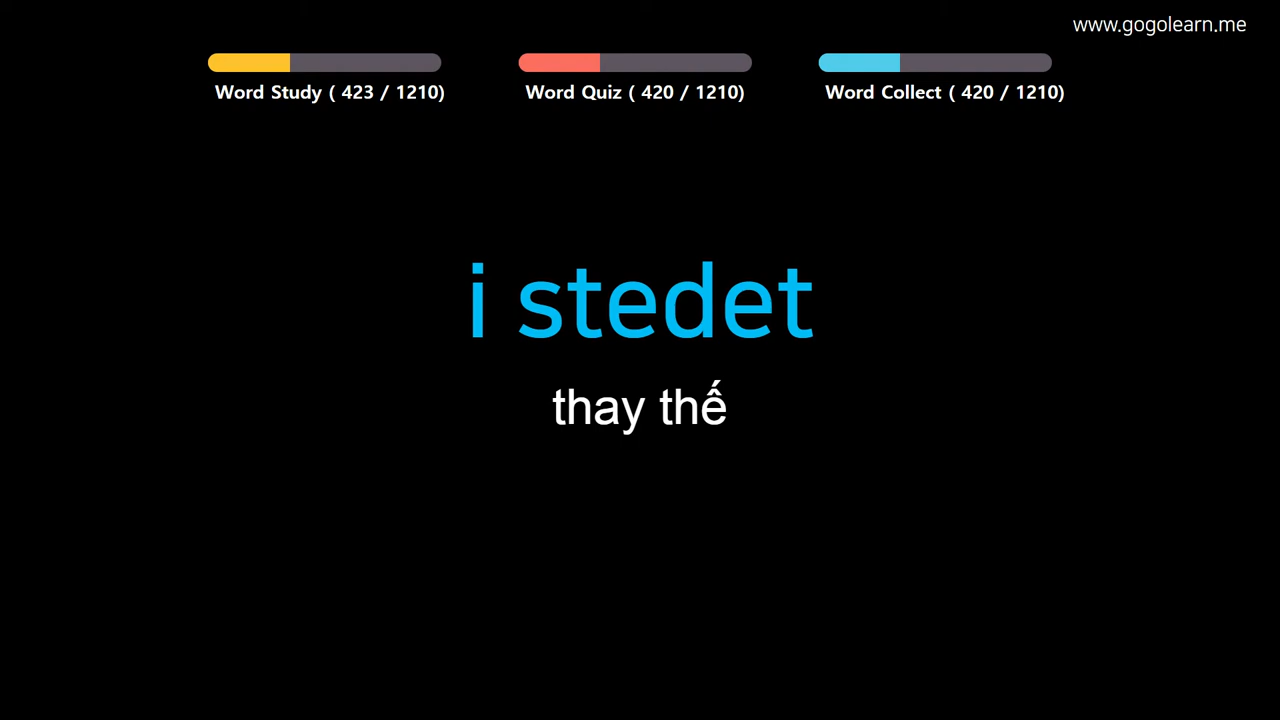 www.gogolearn.me
Word Study ( 423 / 1210)
Word Quiz ( 420 / 1210)
Word Collect ( 420 / 1210)
i stedet
thay thế